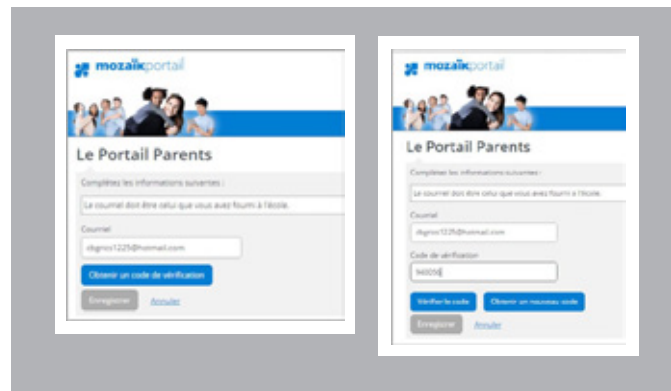 mozaïkportail
Le Portail Parents
Complétez les informations suivantes :
Le courriel doit être celui que vous avez fourni à l'école.
Courriel
Obtenir un code de vérification
Enregistrer Annuler
mozaïkportail
Le Portail Parents
Complétez les informations suivantes :
Le courriel doit être celui que vous avez fourni à l'école.
Courriel
Code de vérification
Vérifier le code Obtenir un nouveau code
Enregistrer Annuler